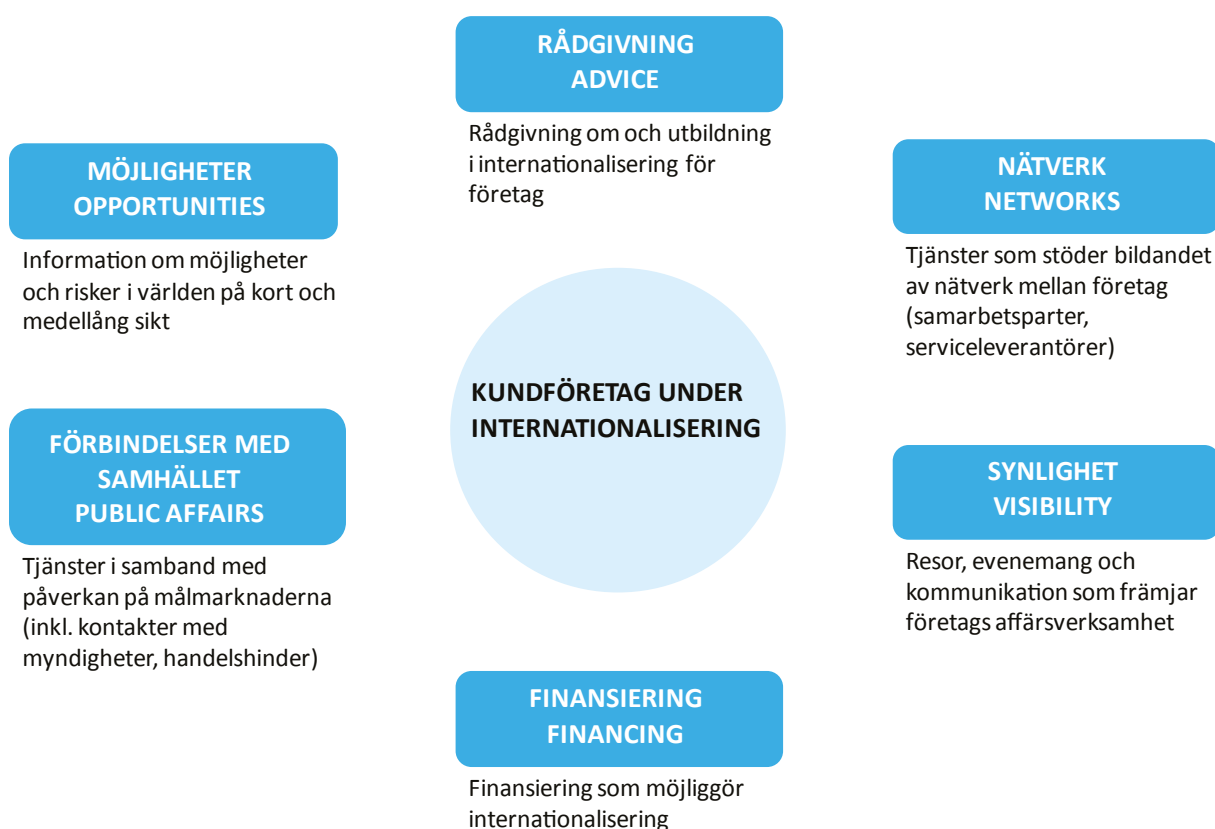 RÅDGIVNING
ADVICE
Rådgivning om och utbildning
i internationalisering för
företag
MÖJLIGHETER
OPPORTUNITIES
Information om möjligheter
och risker i världen på kort och
medellång sikt
NÄTVERK
NETWORKS
Tjänster som stöder bildandet
av nätverk mellan företag
(samarbetsparter,
serviceleverantörer)
KUNDFÖRETAG UNDER
INTERNATIONALISERING
FÖRBINDELSER MED
SAMHÄLLET
PUBLIC AFFAIRS
Tjänster i samband med
påverkan på målmarknaderna
(inkl. kontakter med
myndigheter, handelshinder)
SYNLIGHET
VISIBILITY
Resor, evenemang och
kommunikation som främjar
företags affärsverksamhet
FINANSIERING
FINANCING
Finansiering som möjliggör
internationalisering